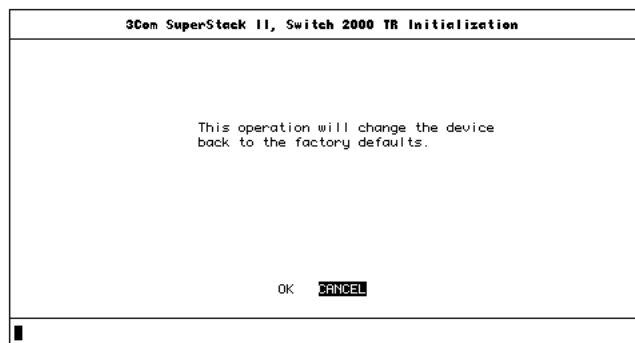 3Com SuperStack II, Switch 2000 TR Initialization
This operation will change the device
back to the factory defaults.
OK CANCEL